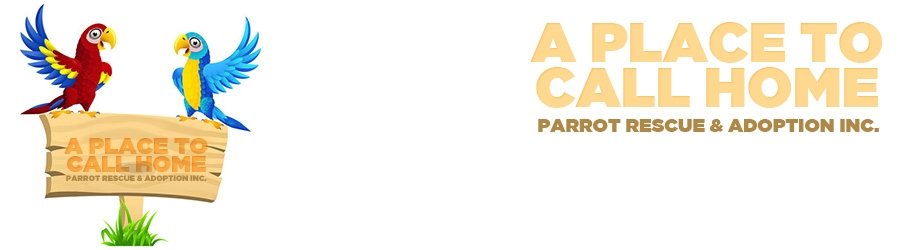 A PLACE TO
CALL HOME
PARROT RESCUE & ADOPTION INC.
A PLACE TO
CALL HOME
PARROT RESCUE & ADOPTION INC.